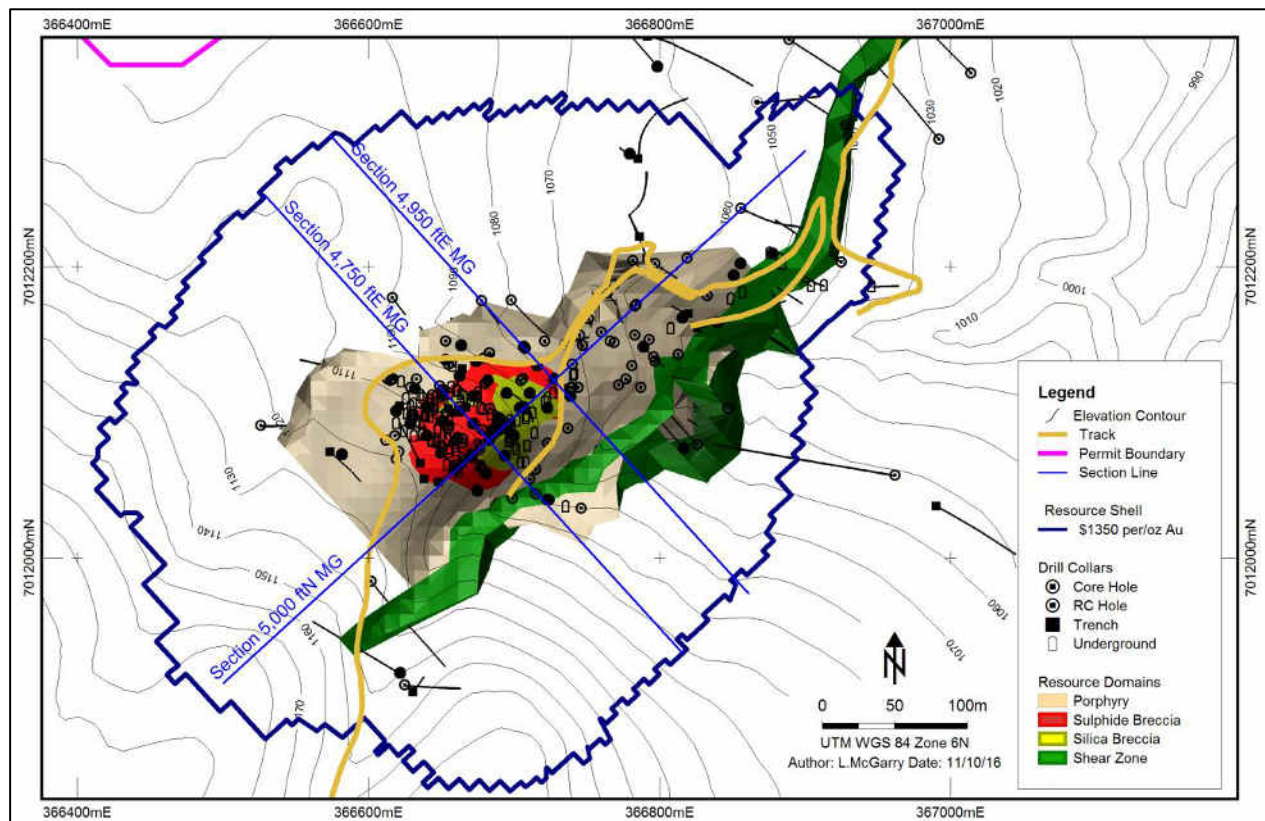 366400mE
366600mE
366800mE
367000mE
7012200mN
7012200mN
7012000mN
7012000mN
Section 4,950 ftE MG
Section 4,750 ftE MG
Section 5,000 ftN MG
990
1020
1030
1050
1070
1060
1080
1090
1000
1010
1110
1120
1130
1140
1150
1160
170
1060
1070
Legend
Elevation Contour
Track
Permit Boundary
Section Line
Resource Shell
$1350 per/oz Au
Drill Collars
Core Hole
RC Hole
Trench
Underground
Resource Domains
Porphyry
Sulphide Breccia
Silica Breccia
Shear Zone
N
0 50 100m
UTM WGS 84 Zone 6N
Author: L.McGarry Date: 11/10/16
366400mE
366600mE
366800mE
367000mE